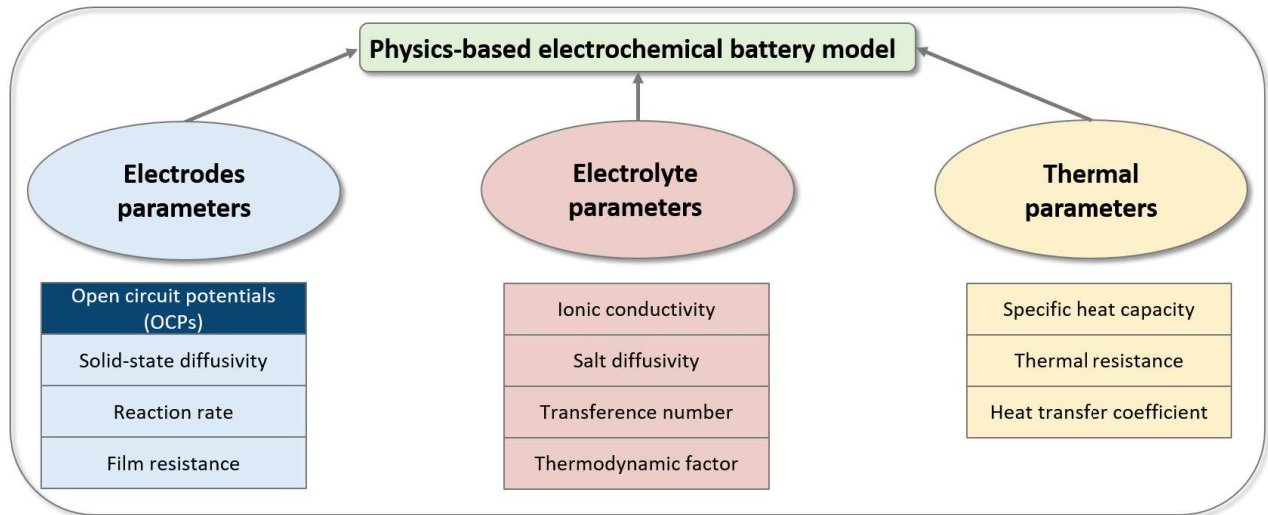 Physics-based electrochemical battery model
Electrodes
parameters
Electrolyte
parameters
Thermal
parameters
Open circuit potentials
(OCPs)
Solid-state diffusivity
Reaction rate
Film resistance
Ionic conductivity
Salt diffusivity
Transference number
Thermodynamic factor
Specific heat capacity
Thermal resistance
Heat transfer coefficient